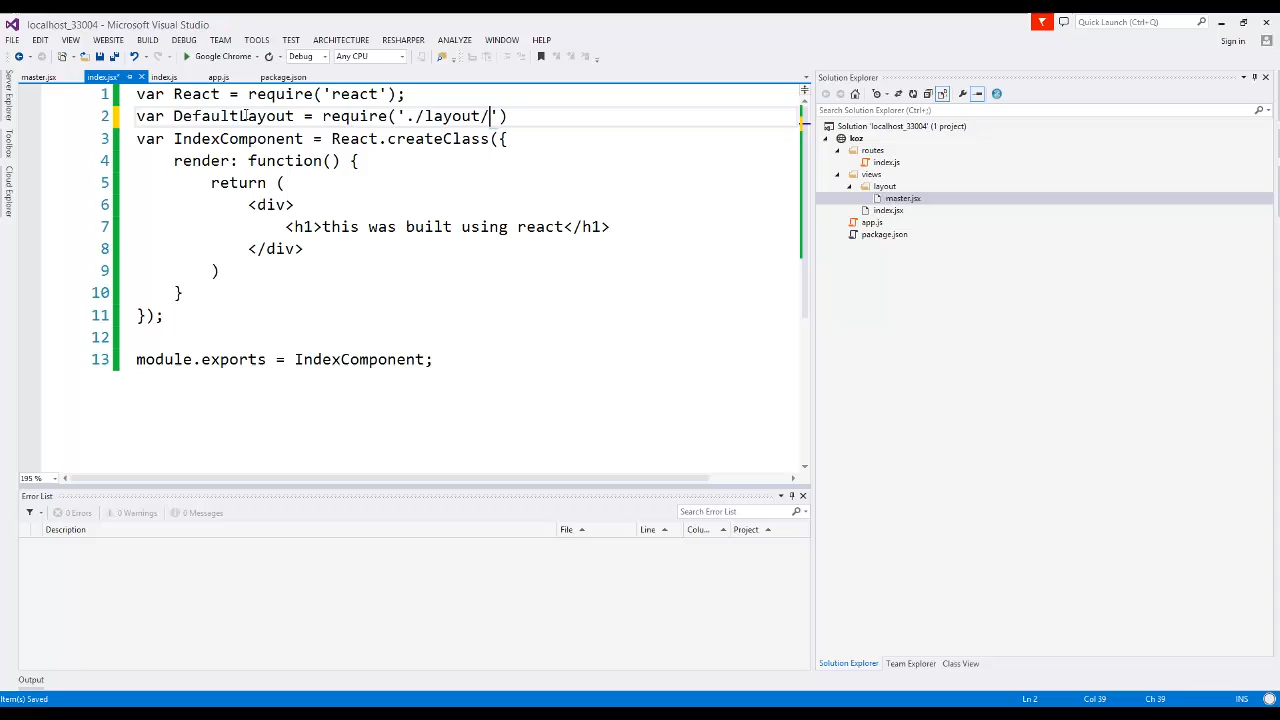 localhost_33004 - Microsoft Visual Studio
Quick Launch (Ctrl+Q)
FILE EDIT VIEW WEBSITE BUILD DEBUG TEAM TOOLS TEST ARCHITECTURE RESHARPER ANALYZE WINDOW HELP
Sign in
Google Chrome Debug Any CPU
master.jsx index.jsx* index.js app.js package.json
Server Explorer
Toolbox
Cloud Explorer
1 var React = require('react');
2 var DefaultLayout = require('./layout/')
3 var IndexComponent = React.createClass({
4 render: function() {
5 return (
6 <div>
7 <h1>this was built using react</h1>
8 </div>
9 )
10 }
11 });
12
13 module.exports = IndexComponent;
195 %
Error List
0 Errors 0 Warnings 0 Messages
Search Error List
Description File Line Colu... Project
Output
Solution Explorer
Search Solution Explorer (Ctrl+;)
Solution 'localhost_33004' (1 project)
koz
routes
index.js
views
layout
master.jsx
index.jsx
app.js
package.json
Solution Explorer Team Explorer Class View
Item(s) Saved
Ln 2 Col 39 Ch 39 INS